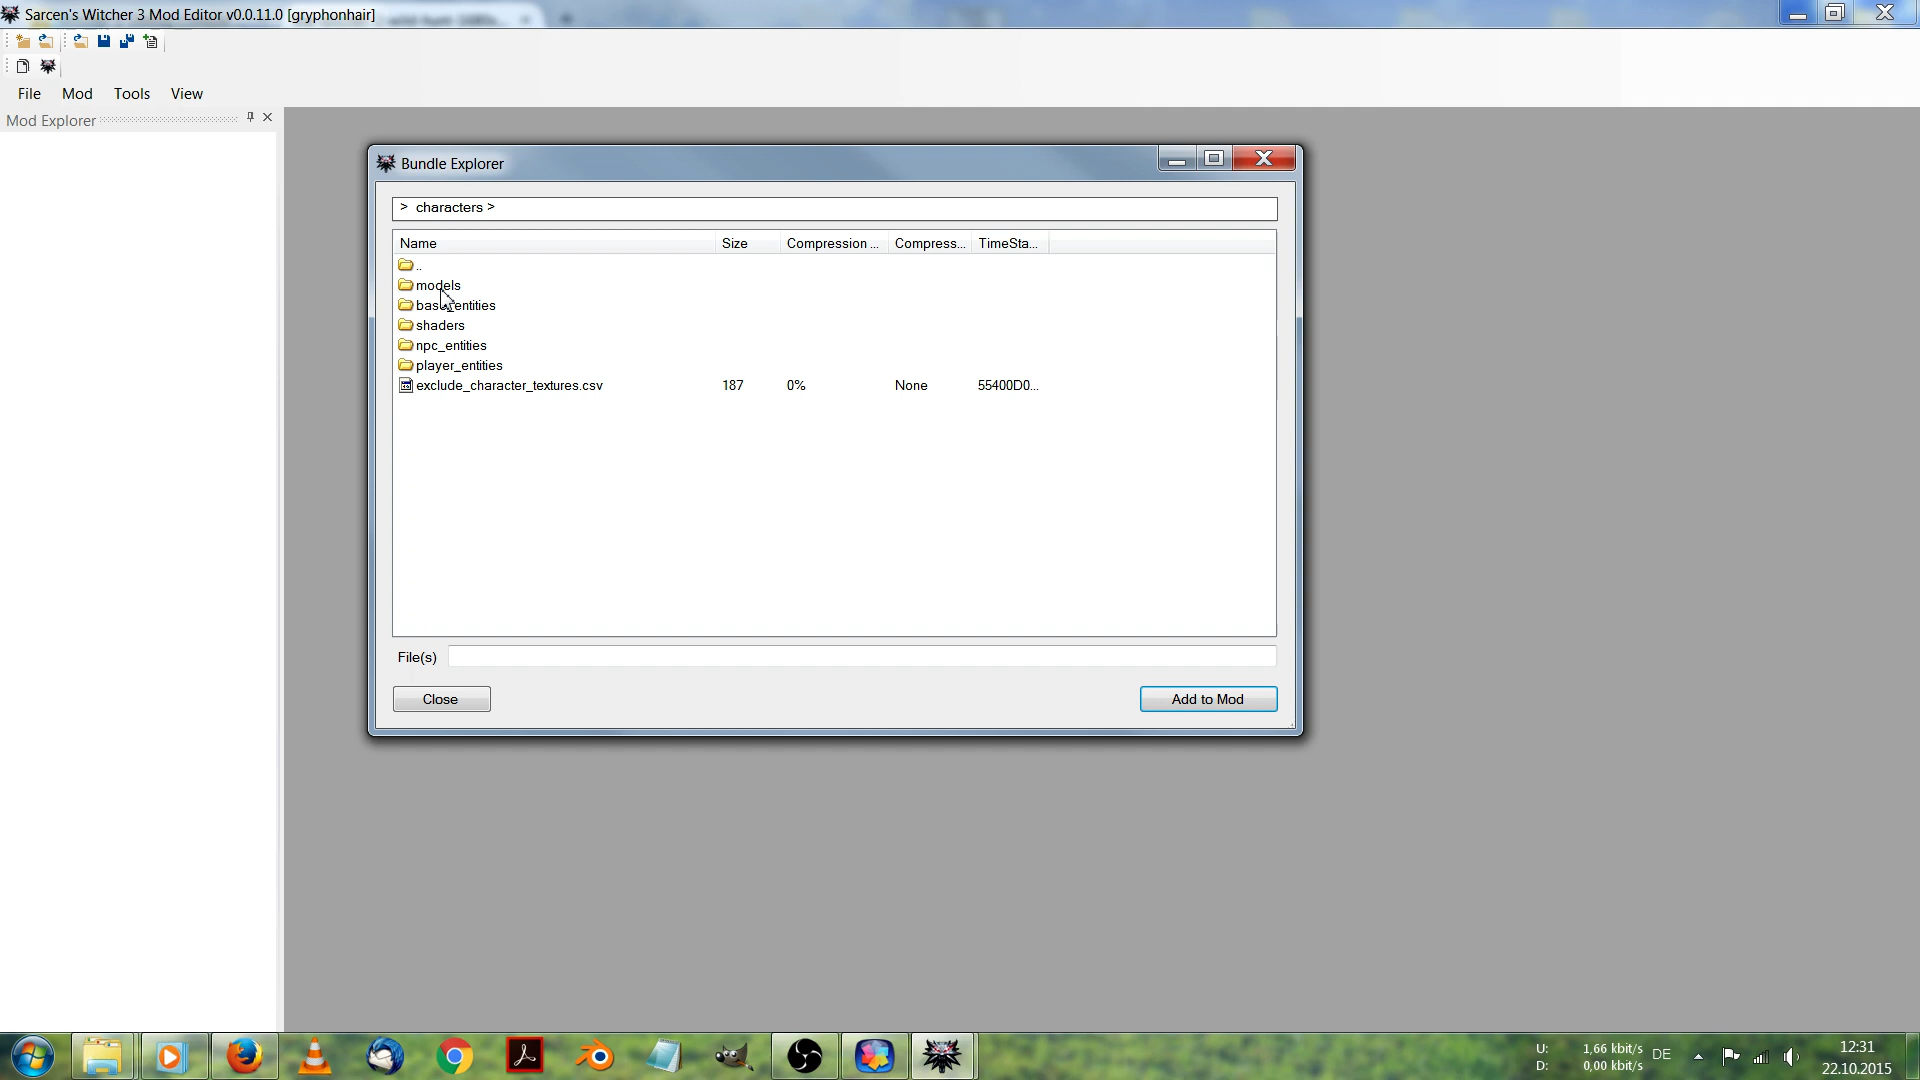 Sarcen's Witcher 3 Mod Editor v0.0.11.0 [gryphonhair]
File Mod Tools View
Mod Explorer
Bundle Explorer
> characters >
Name Size Compression ... Compress... TimeSta...
..
models
base_entities
shaders
npc_entities
player_entities
exclude_character_textures.csv 187 0% None 55400D0...
File(s)
Close Add to Mod
U: 1,66 kbit/s DE 12:31
D: 0,00 kbit/s 22.10.2015